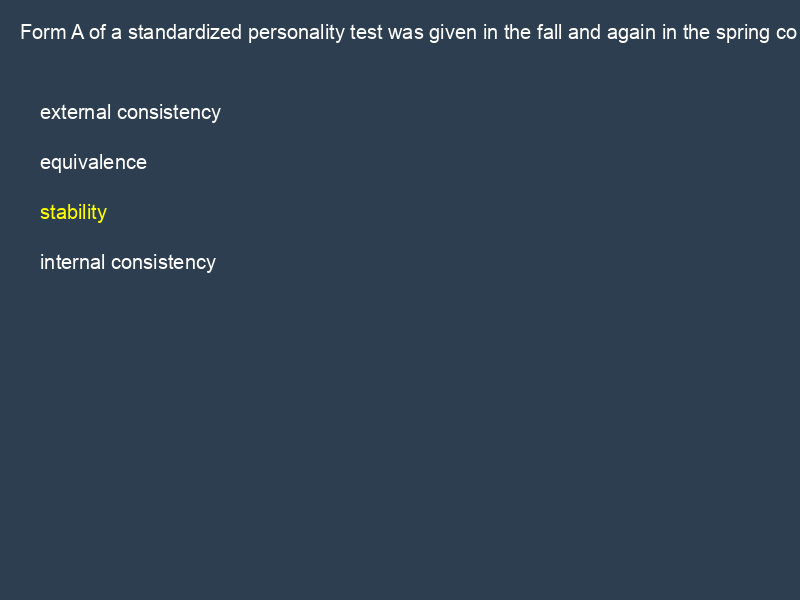 Form A of a standardized personality test was given in the fall and again in the spring co
external consistency
equivalence
stability
internal consistency